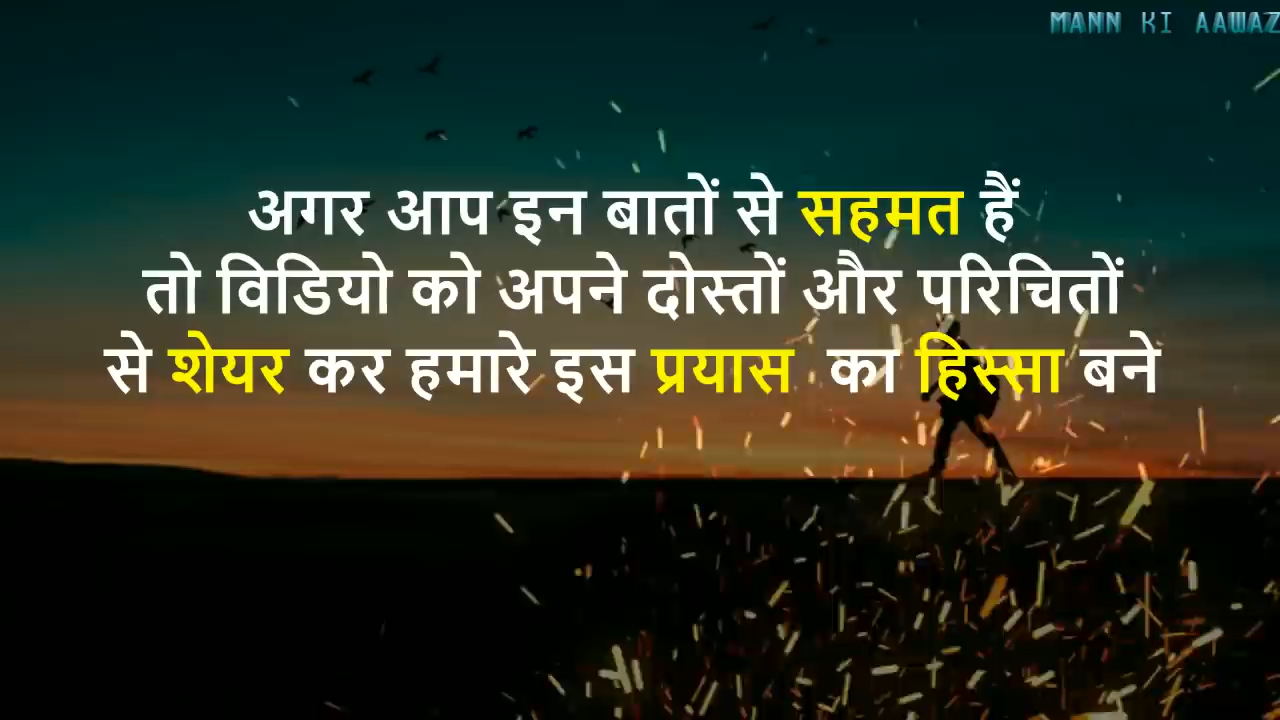 MANN KI AAWAZ
अगर आप इन बातों से सहमत हैं
तो विडियो को अपने दोस्तों और परिचितों
से शेयर कर हमारे इस प्रयास का हिस्सा बने